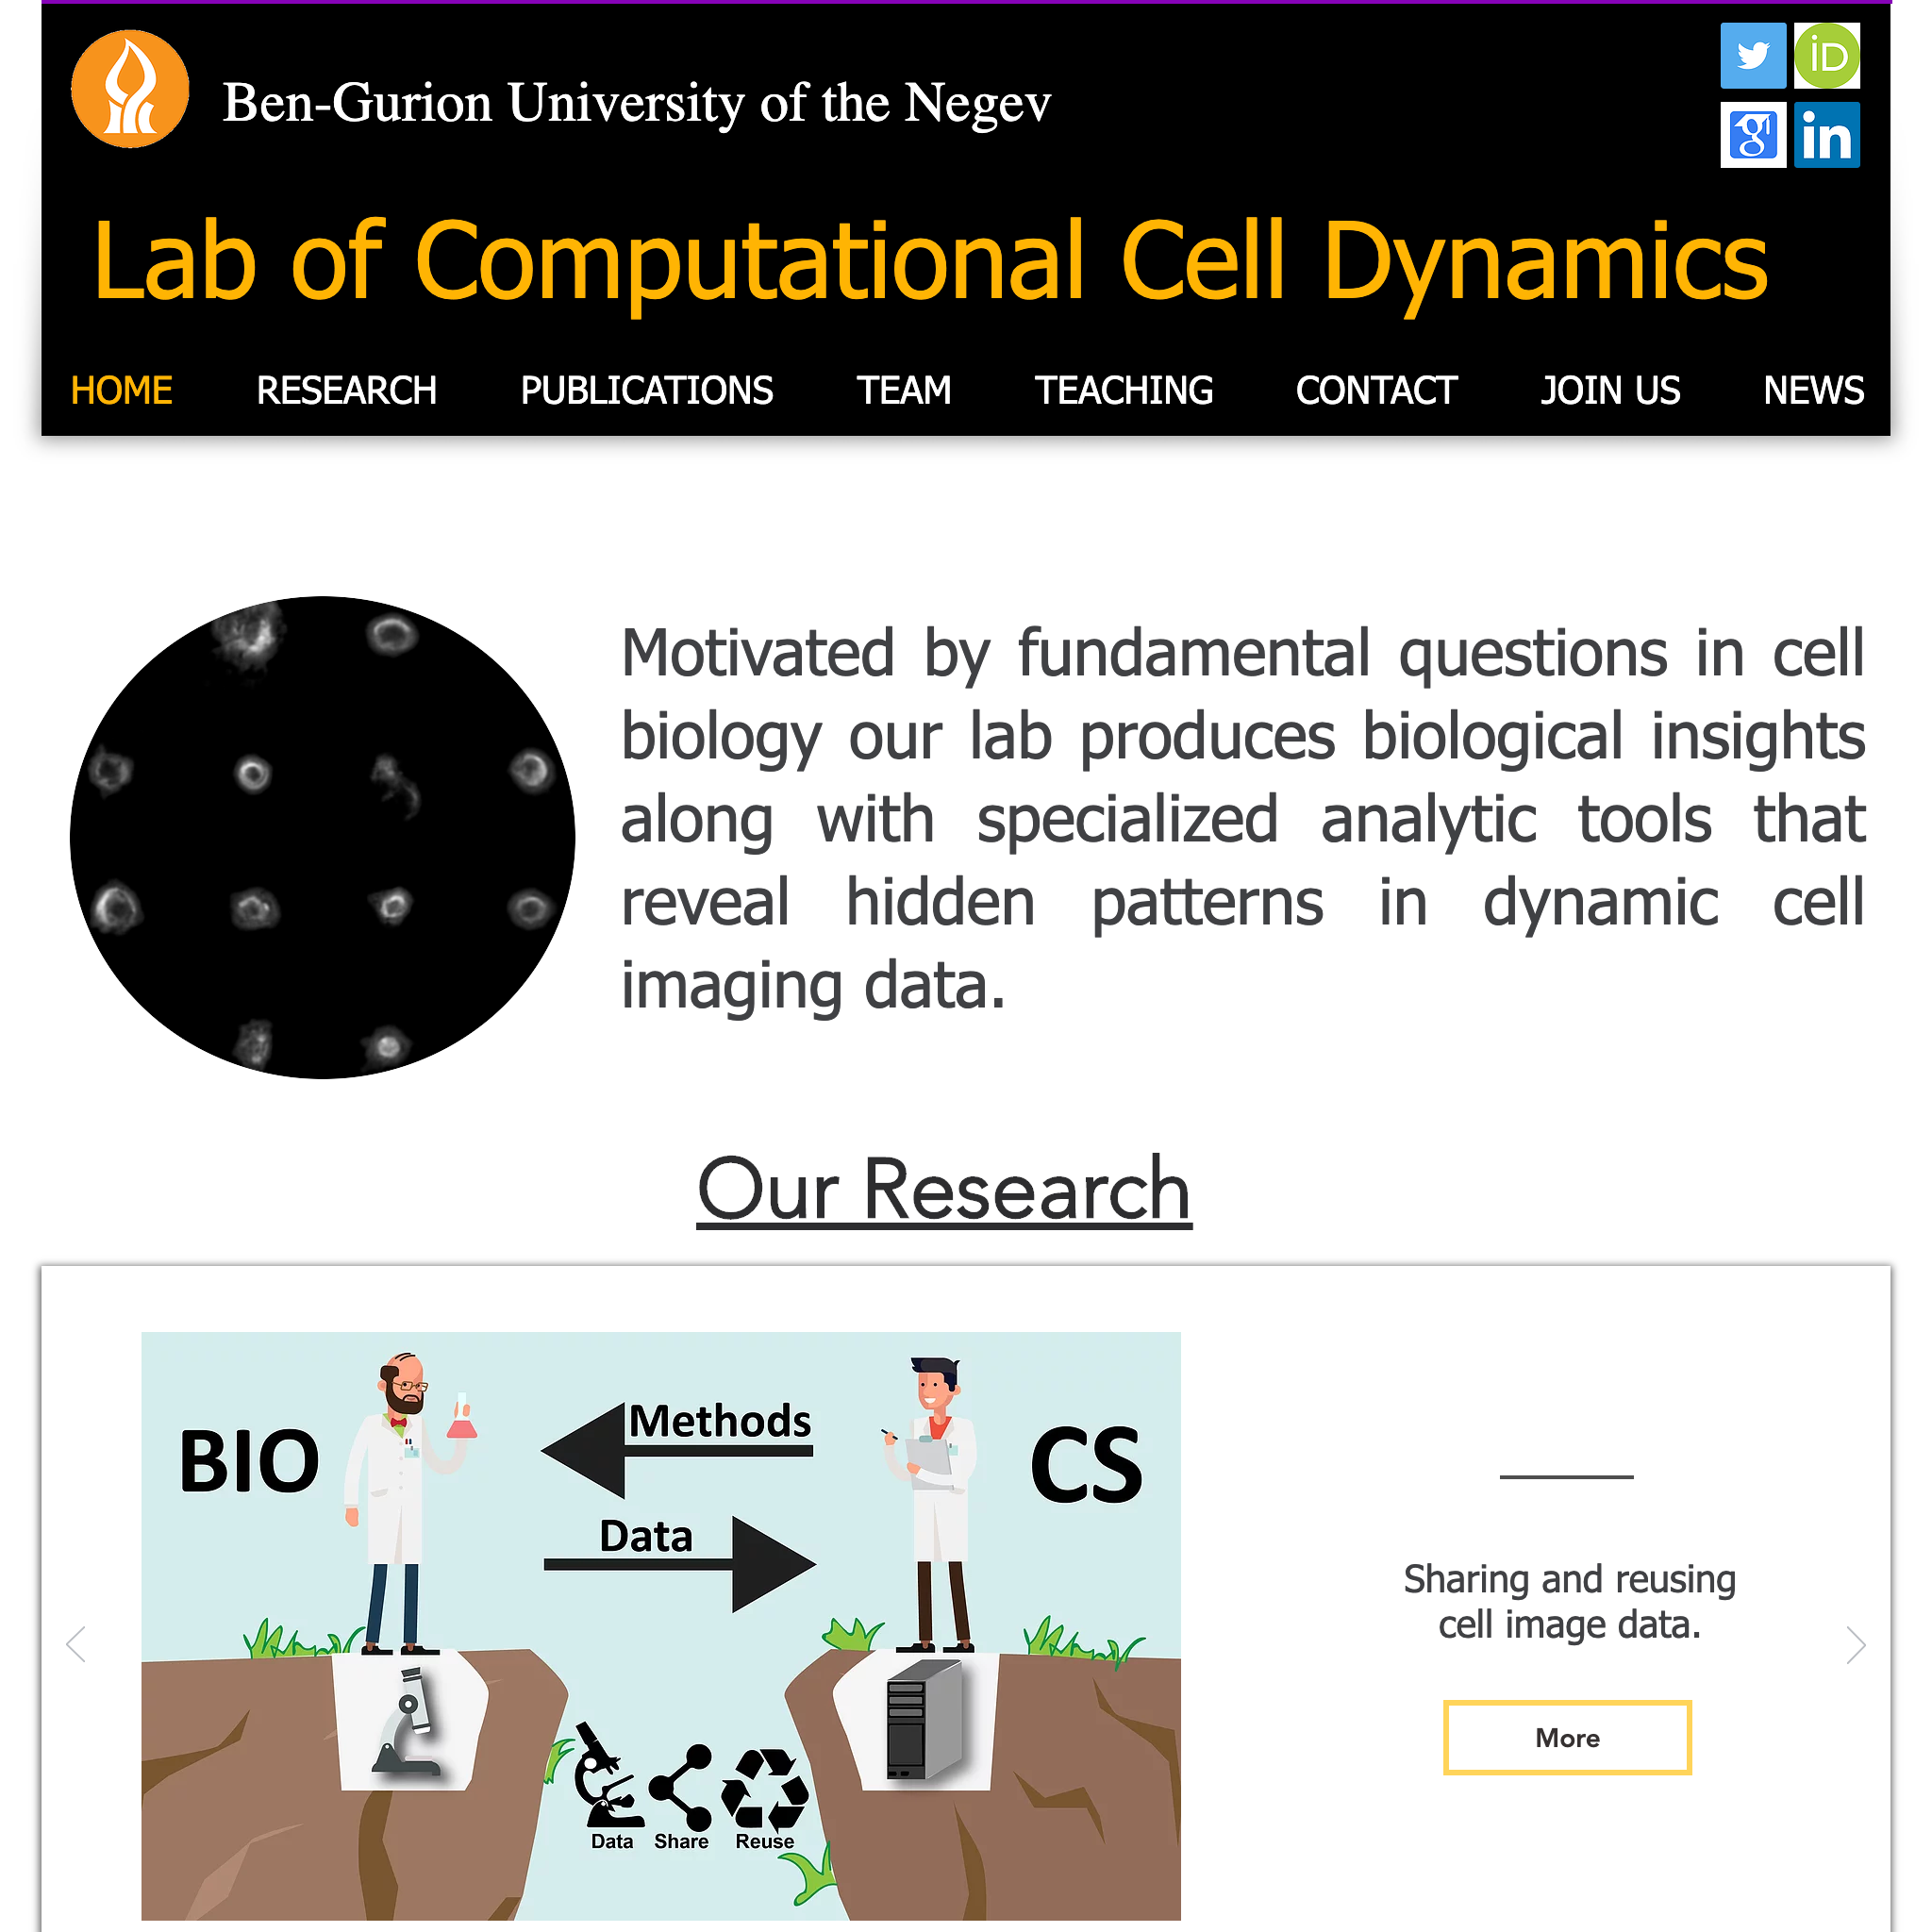 Ben-Gurion University of the Negev
iD
g
in
Lab of Computational Cell Dynamics
HOME RESEARCH PUBLICATIONS TEAM TEACHING CONTACT JOIN US NEWS
Motivated by fundamental questions in cell
biology our lab produces biological insights
along with specialized analytic tools that
reveal hidden patterns in dynamic cell
imaging data.
Our Research
BIO
Methods
CS
Data
Data Share Reuse
Sharing and reusing
cell image data.
More